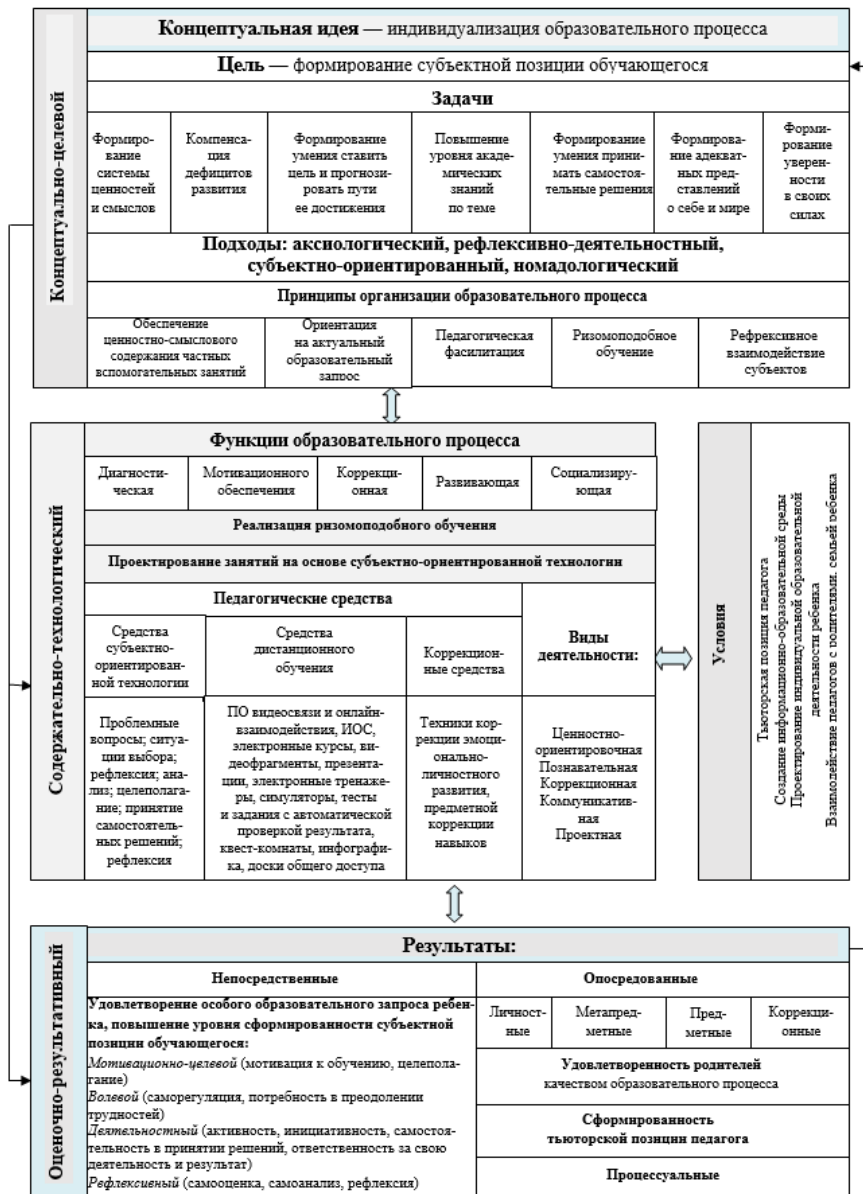 Концептуально-целевой
Концептуальная идея — индивидуализация образовательного процесса
Цель — формирование субъектной позиции обучающегося
Задачи
Формиро-
вание
системы
ценностей
и смыслов
Компенса-
ция
дефицитов
развития
Формирование
умения ставить
цель и прогнози-
ровать пути
ее достижения
Повышение
уровня акаде-
мических
знаний
по теме
Формирование
умения прини-
мать самостоя-
тельные решения
Формирова-
ние адекват-
ных пред-
ставлений
о себе и мире
Форми-
рование
уверен-
ности
в своих
силах
Подходы: аксиологический, рефлексивно-деятельностный,
субъектно-ориентированный, номадологический
Принципы организации образовательного процесса
Обеспечение
ценностно-смыслового
содержания частных
вспомогательных занятий
Ориентация
на актуальный
образовательный
запрос
Педагогическая
фасилитация
Ризомоподобное
обучение
Рефрексивное
взаимодействие
субъектов
Содержательно-технологический
Функции образовательного процесса
Диагности-
ческая
Мотивационного
обеспечения
Коррекци-
онная
Развивающая
Социализиру-
ющая
Реализация ризомоподобного обучения
Проектирование занятий на основе субъектно-ориентированной технологии
Педагогические средства
Средства
субъектно-
ориентирован-
ной технологии
Средства
дистанционного
обучения
Коррекцион-
ные средства
Виды
деятельности:
Проблемные
вопросы; ситуа-
ции выбора;
рефлексия; ана-
лиз; целеполага-
ние; принятие
самостоятель-
ных решений;
рефлексия
ПО видеосвязи и онлайн-
взаимодействия, ИОС,
электронные курсы, ви-
деофрагменты, презента-
ции, электронные тренаже-
ры, симуляторы, тесты
и задания с автоматической
проверкой результата,
квест-комнаты, инфографи-
ка, доски общего доступа
Техники кор-
рекции эмоцио-
нально-
личностного
развития,
предметной
коррекции
навыков
Ценностно-
ориентировочная
Познавательная
Коррекционная
Коммуникатив-
ная
Проектная
Условия
Тьюторская позиция педагога
Создание информационно-образовательной среды
Проектирование индивидуальной образовательной
деятельности ребенка
Взаимодействие педагогов с родителями, семьей ребенка
Оценочно-результативный
Результаты:
Непосредственные
Удовлетворение особого образовательного запроса ребен-
ка, повышение уровня сформированности субъектной
позиции обучающегося:
Мотивационно-целевой (мотивация к обучению, целепола-
гание)
Волевой (саморегуляция, потребность в преодолении
трудностей)
Деятельностный (активность, инициативность, самостоя-
тельность в принятии решений, ответственность за свою
деятельность и результат)
Рефлексивный (самооценка, самоанализ, рефлексия)
Опосредованные
Личност-
ные
Метапред-
метные
Пред-
метные
Коррекци-
онные
Удовлетворенность родителей
качеством образовательного процесса
Сформированность
тьюторской позиции педагога
Процессуальные